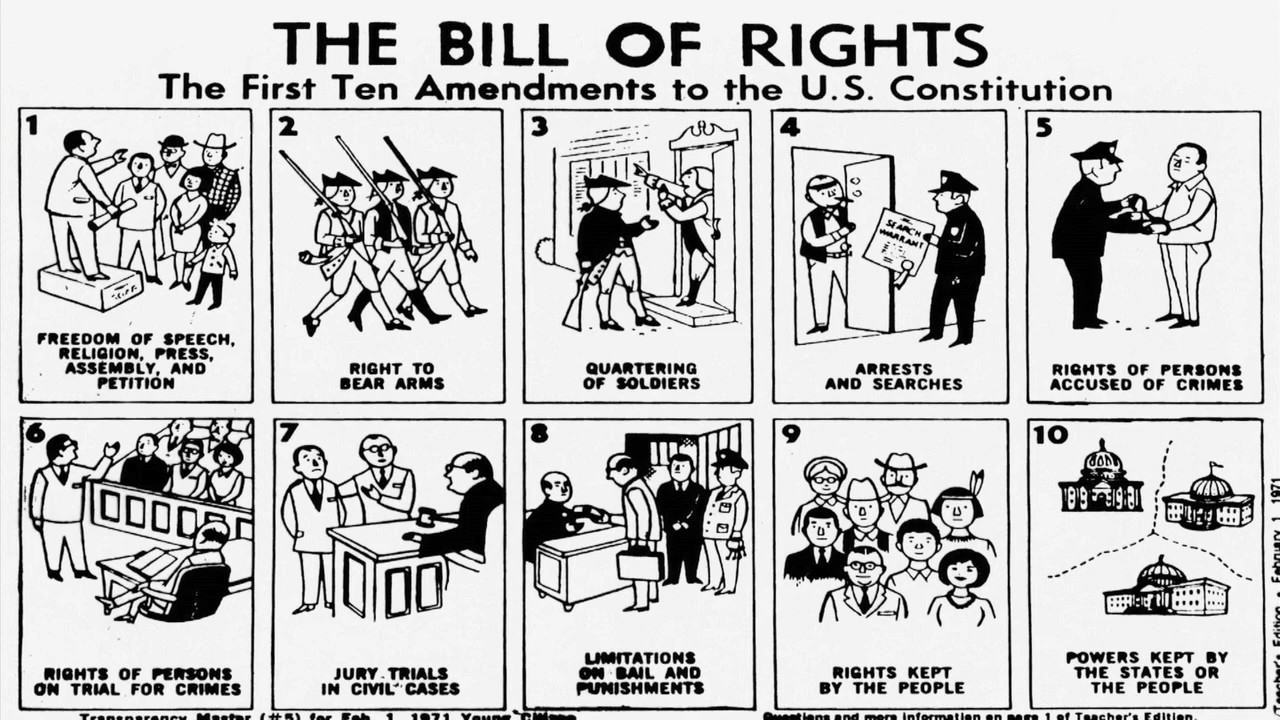 THE BILL OF RIGHTS
The First Ten Amendments to the U.S. Constitution
1
FREEDOM OF SPEECH,
RELIGION, PRESS,
ASSEMBLY, AND
PETITION
2
RIGHT TO
BEAR ARMS
3
QUARTERING
OF SOLDIERS
4
SEARCH
WARRANT
ARRESTS
AND SEARCHES
5
RIGHTS OF PERSONS
ACCUSED OF CRIMES
6
RIGHTS OF PERSONS
ON TRIAL FOR CRIMES
7
JURY TRIALS
IN CIVIL CASES
8
LIMITATIONS
ON BAIL AND
PUNISHMENTS
9
RIGHTS KEPT
BY THE PEOPLE
10
POWERS KEPT BY
THE STATES OR
THE PEOPLE
Teacher's Edition • February 1, 1971
Transparency Master (#5) for Feb. 1, 1971 Young Citizen
Questions and more information on page 1 of Teacher's Edition.